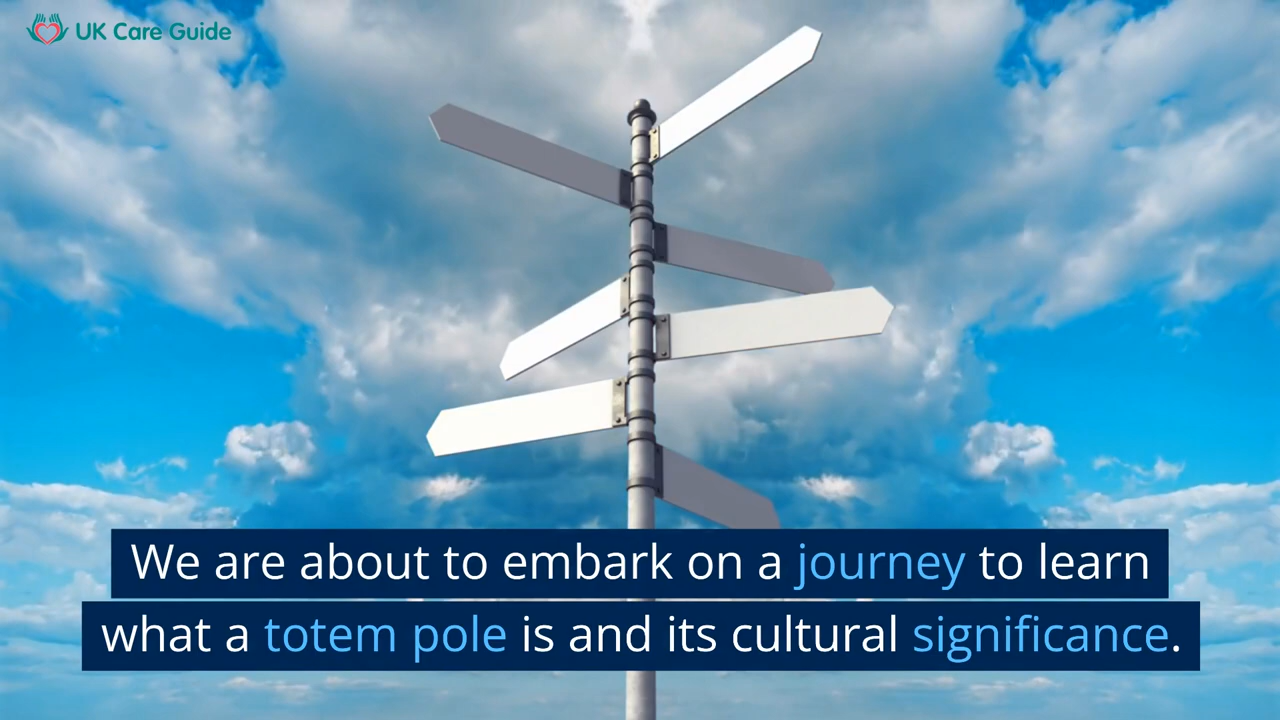 UK Care Guide
We are about to embark on a journey to learn
what a totem pole is and its cultural significance.